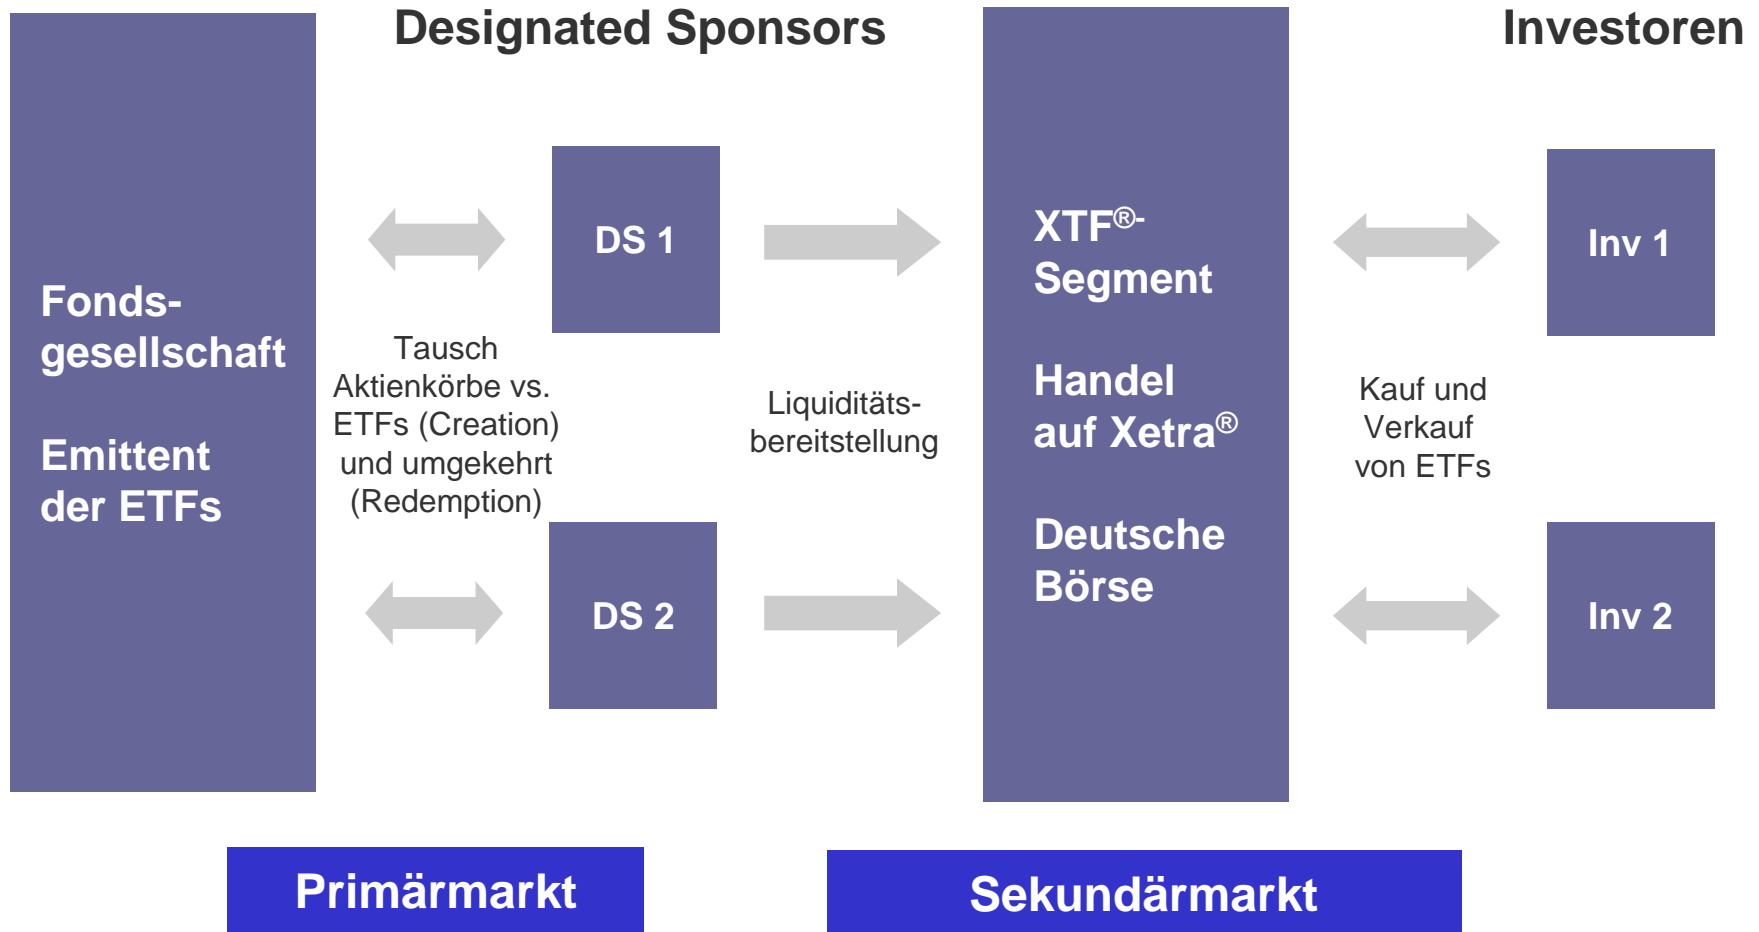 Designated Sponsors
Investoren
Fonds-
gesellschaft
Emittent
der ETFs
Tausch
Aktienkörbe vs.
ETFs (Creation)
und umgekehrt
(Redemption)
DS 1
DS 2
Liquiditäts-
bereitstellung
XTF®-
Segment
Handel
auf Xetra®
Deutsche
Börse
Kauf und
Verkauf
von ETFs
Inv 1
Inv 2
Primärmarkt
Sekundärmarkt